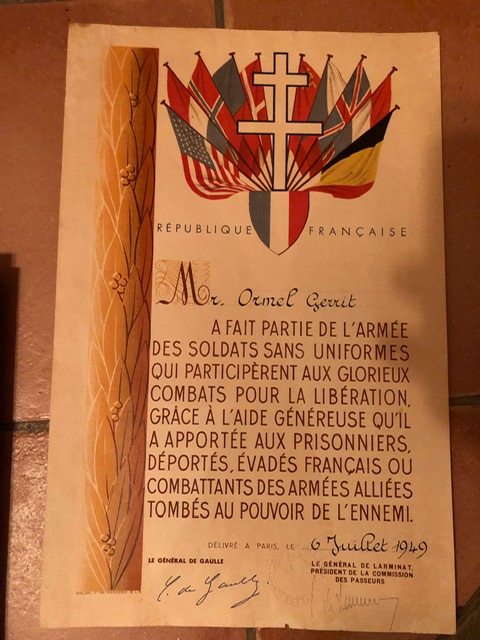 RÉPUBLIQUE FRANÇAISE
Mr. Ormel Gerrit
A FAIT PARTIE DE L'ARMÉE
DES SOLDATS SANS UNIFORMES
QUI PARTICIPÈRENT AUX GLORIEUX
COMBATS POUR LA LIBÉRATION,
GRÂCE À L'AIDE GÉNÉREUSE QU'IL
A APPORTÉE AUX PRISONNIERS,
DÉPORTÉS, ÉVADÉS FRANÇAIS OU
COMBATTANTS DES ARMÉES ALLIÉES
TOMBÉS AU POUVOIR DE L'ENNEMI.
DÉLIVRÉ A PARIS, LE 6 Juillet 1949
LE GÉNÉRAL DE GAULLE
LE GÉNÉRAL DE LARMINAT,
PRÉSIDENT DE LA COMMISSION
DES PASSEURS
C. de Gaulle